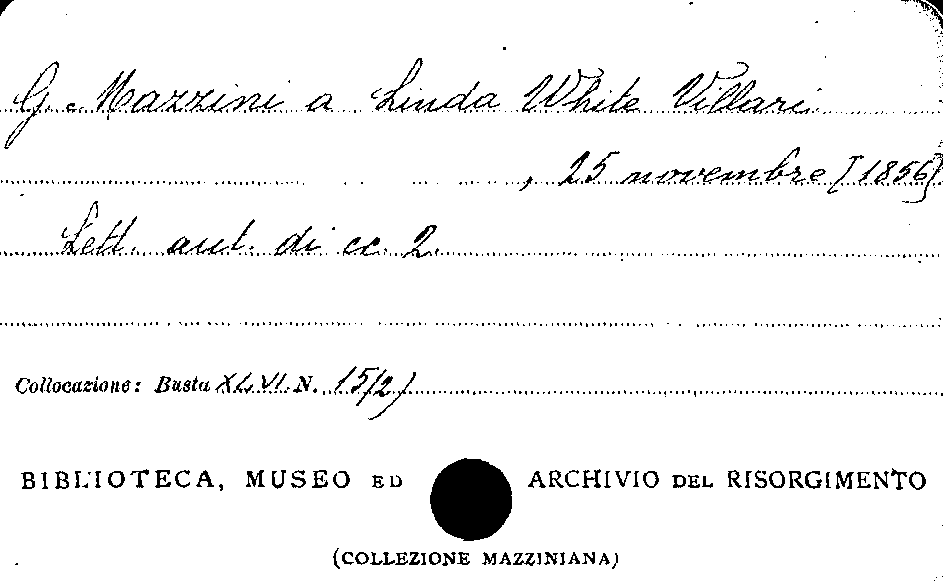 G. Mazzini a Linda White Villari
, 25 novembre [1856]
Lett. aut. di cc. 2.
Collocazione: Busta XLVI. N. 15/2)
BIBLIOTECA, MUSEO ED ARCHIVIO DEL RISORGIMENTO
(COLLEZIONE MAZZINIANA)